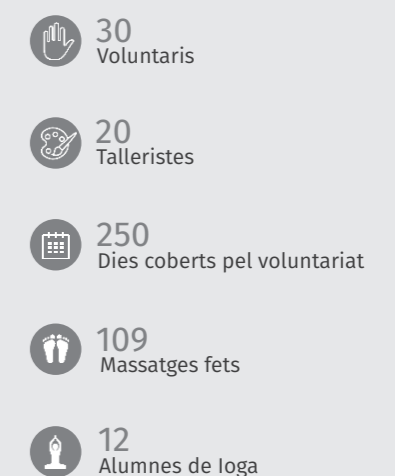 30
Voluntaris
20
Talleristes
250
Dies coberts pel voluntariat
109
Massatges fets
12
Alumnes de Ioga